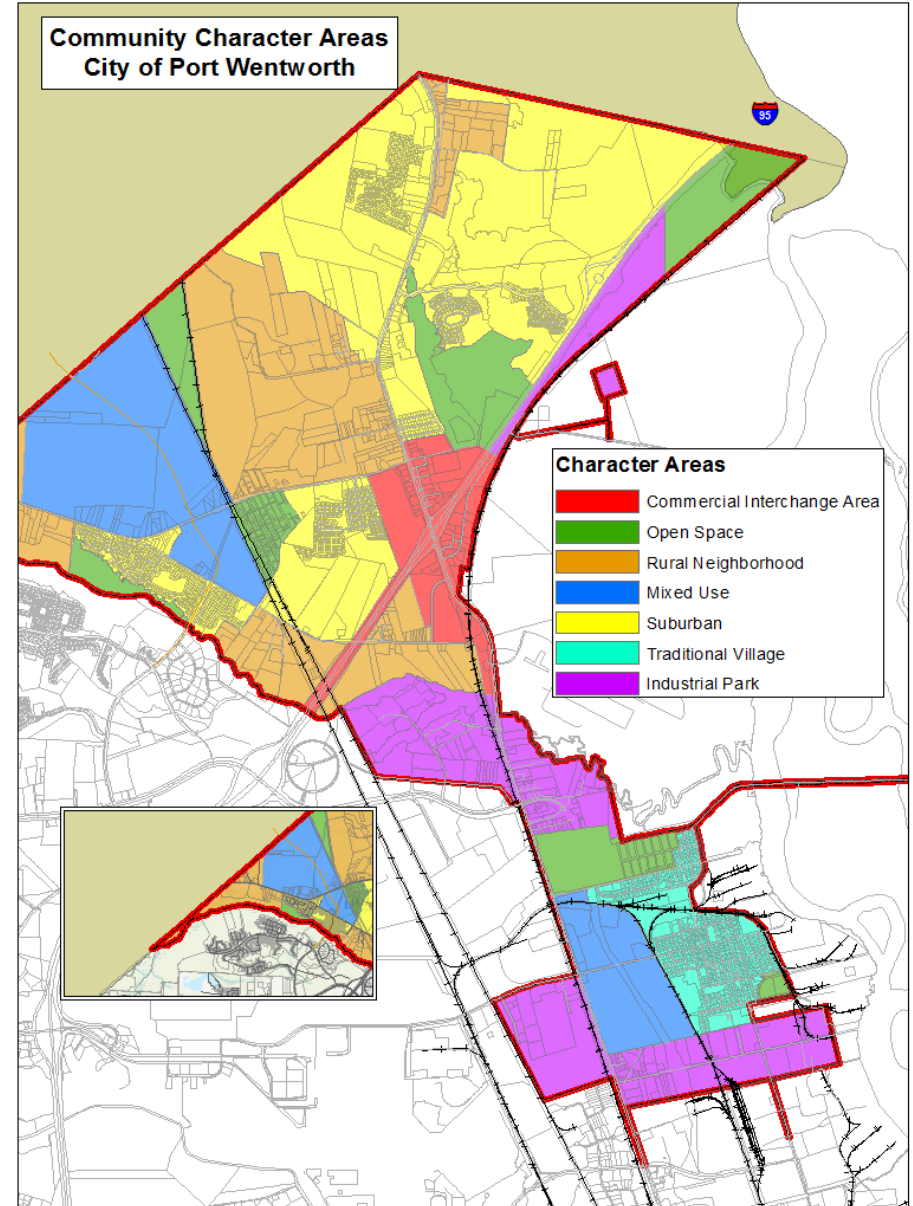 Community Character Areas
City of Port Wentworth
95
Character Areas
Commercial Interchange Area
Open Space
Rural Neighborhood
Mixed Use
Suburban
Traditional Village
Industrial Park